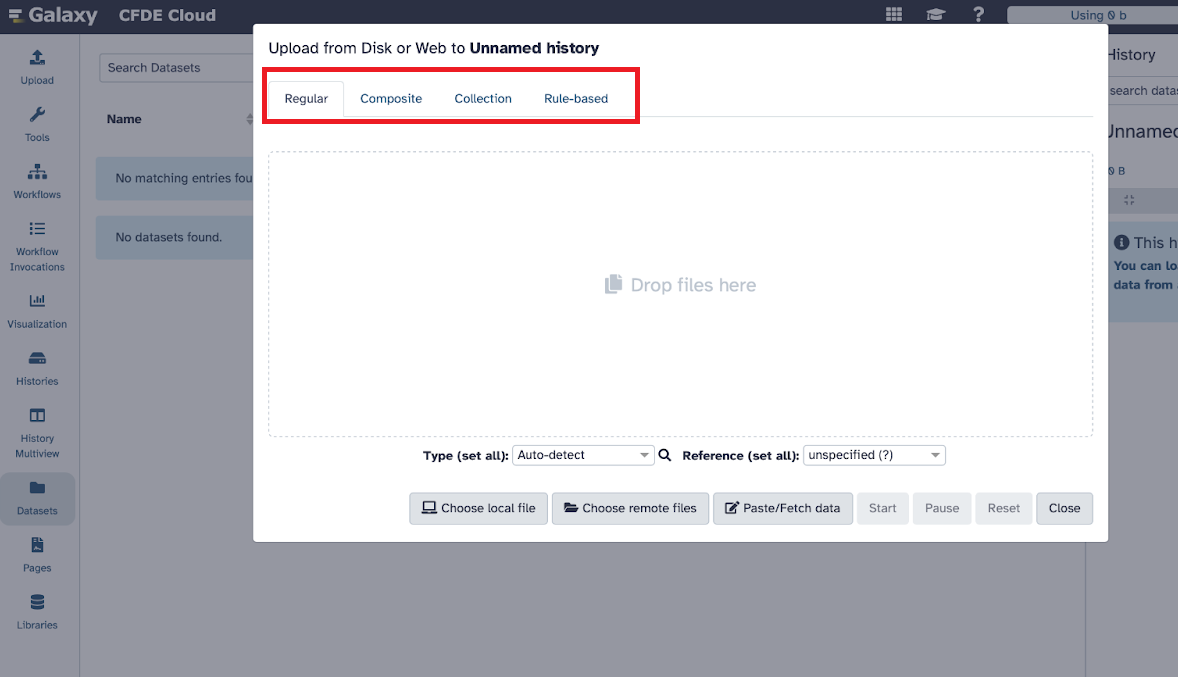 Galaxy CFDE Cloud
Using 0 b
Upload
Tools
Workflows
Workflow
Invocations
Visualization
Histories
History
Multiview
Datasets
Pages
Libraries
Search Datasets
Name
No matching entries fou
No datasets found.
Upload from Disk or Web to Unnamed history
Regular Composite Collection Rule-based
Drop files here
Type (set all): Auto-detect Reference (set all): unspecified (?)
Choose local file Choose remote files Paste/Fetch data Start Pause Reset Close
History
search datas
Unnamed
0 B
This h
You can lo
data from